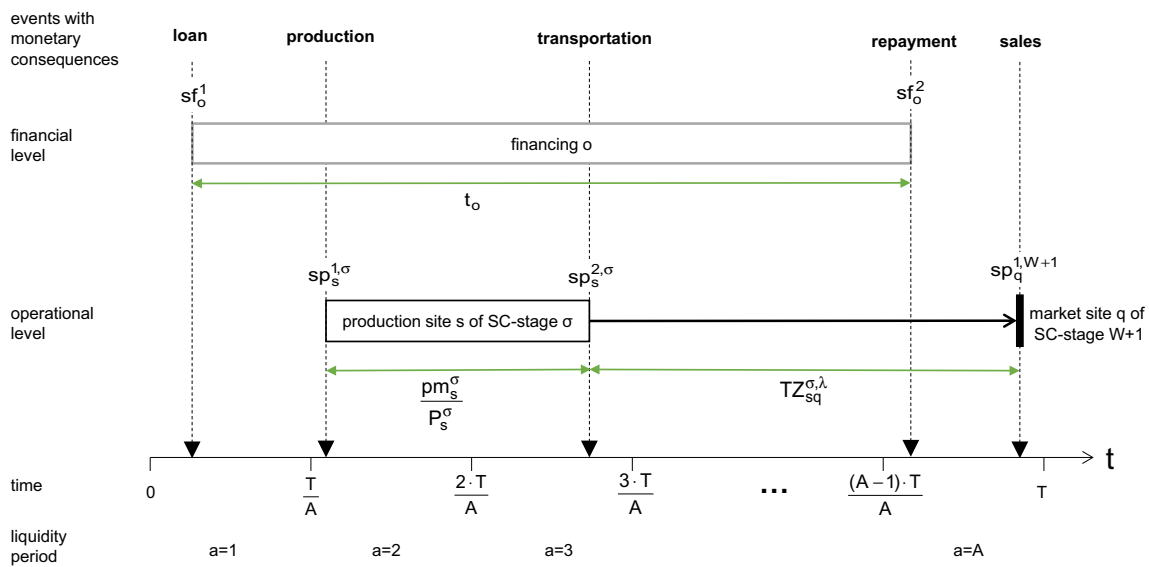 events with
monetary
consequences
loan
production
transportation
repayment
sales
sf_o^1
sf_o^2
financial
level
financing o
t_o
sp_s^{1,σ}
sp_s^{2,σ}
sp_q^{1,W+1}
operational
level
production site s of SC-stage σ
market site q of
SC-stage W+1
pm_s^σ
P_s^σ
TZ_{sq}^{σ,λ}
t
time
0
T
A
2·T
A
3·T
A
...
(A−1)·T
A
T
liquidity
period
a=1
a=2
a=3
a=A